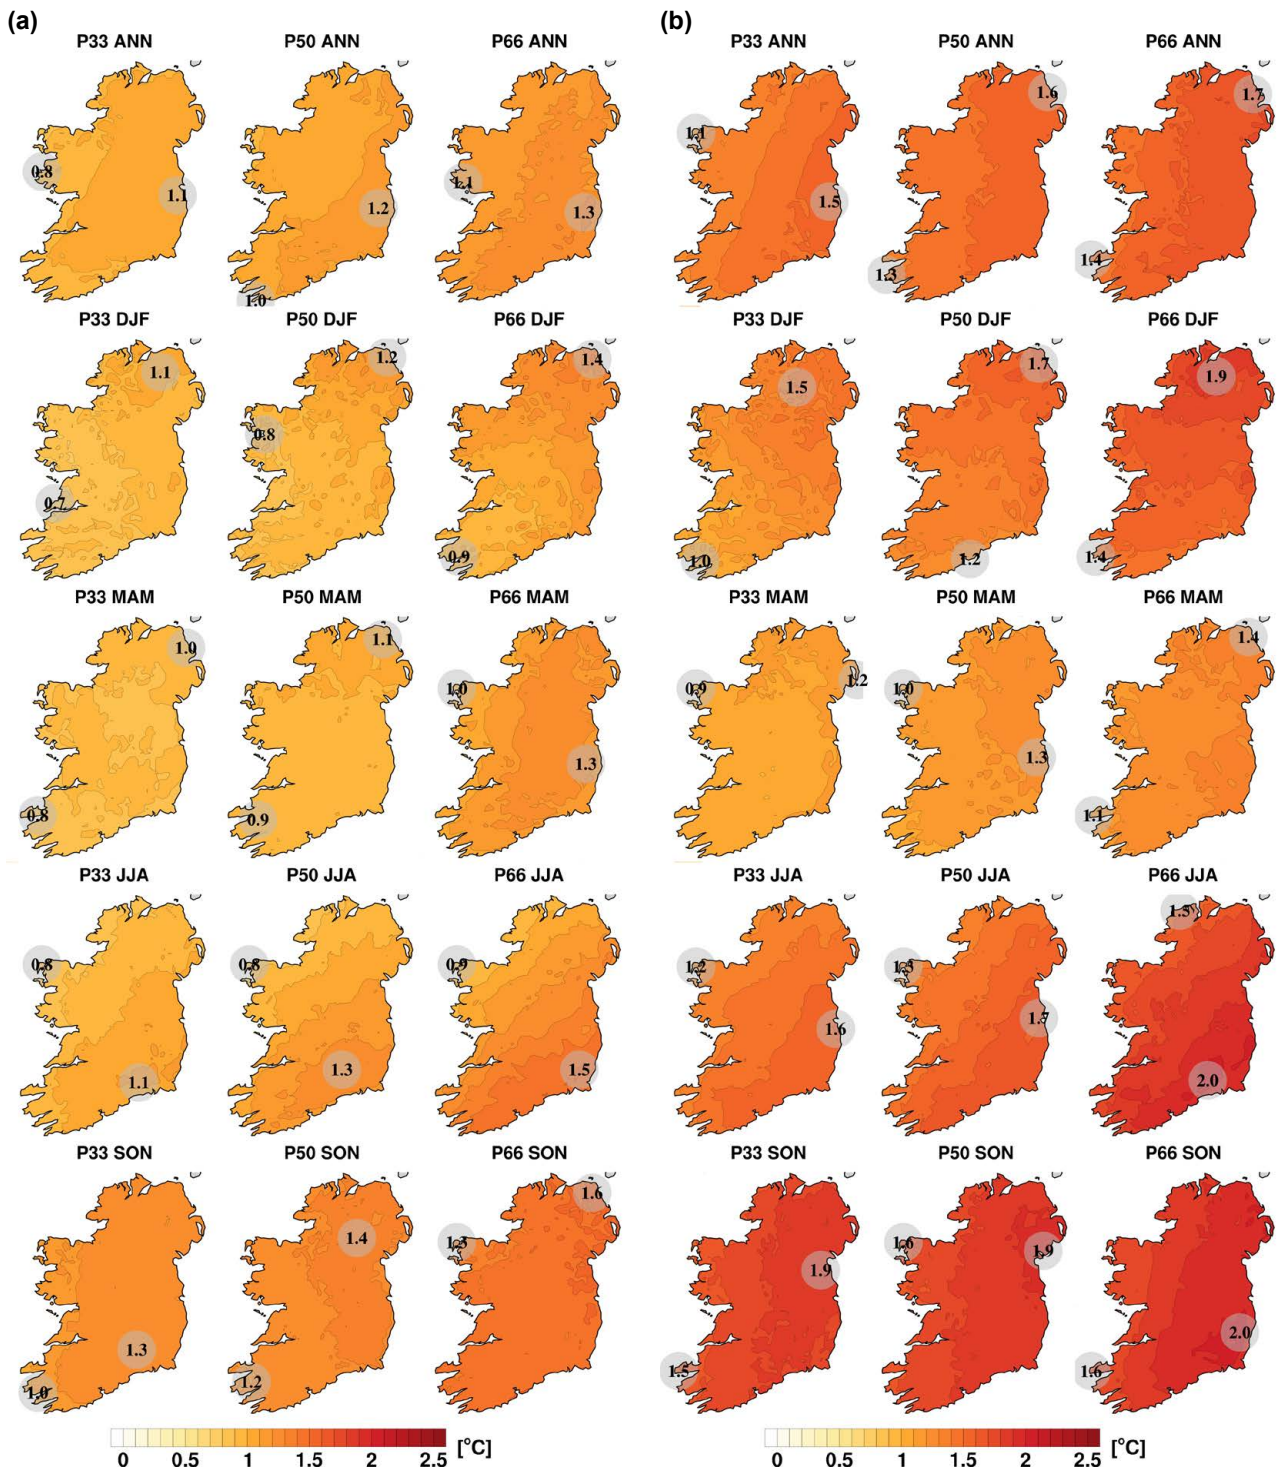 (a) (b)
P33 ANN P50 ANN P66 ANN P33 ANN P50 ANN P66 ANN
0.8 1.1 1.2 1.0 1.1 1.3 1.1 1.5 1.6 1.3 1.7 1.4
P33 DJF P50 DJF P66 DJF P33 DJF P50 DJF P66 DJF
1.1 0.7 1.2 0.8 1.4 0.9 1.5 1.0 1.7 1.2 1.9 1.4
P33 MAM P50 MAM P66 MAM P33 MAM P50 MAM P66 MAM
1.0 0.8 1.1 0.9 1.0 1.3 0.9 1.2 1.0 1.3 1.4 1.1
P33 JJA P50 JJA P66 JJA P33 JJA P50 JJA P66 JJA
0.8 1.1 0.8 1.3 0.9 1.5 1.2 1.6 1.3 1.7 1.5 2.0
P33 SON P50 SON P66 SON P33 SON P50 SON P66 SON
1.3 1.0 1.4 1.2 1.6 1.3 1.9 1.5 1.6 1.9 2.0 1.6
0 0.5 1 1.5 2 2.5 [°C] 0 0.5 1 1.5 2 2.5 [°C]